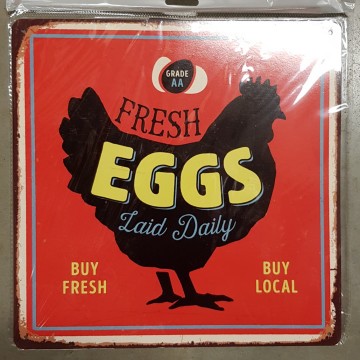 GRADE
AA
FRESH
EGGS
Laid Daily
BUY
FRESH
BUY
LOCAL